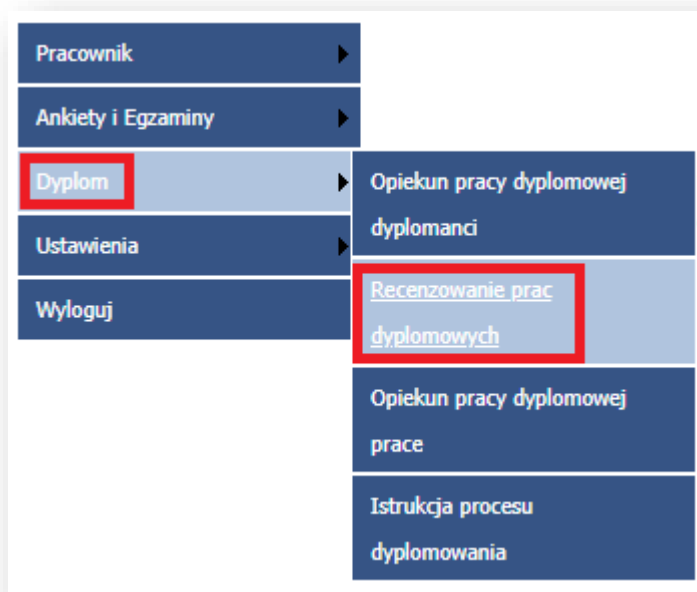 Pracownik
Ankiety i Egzaminy
Dyplom
Ustawienia
Wyloguj
Opiekun pracy dyplomowej
dyplomanci
Recenzowanie prac
dyplomowych
Opiekun pracy dyplomowej
prace
Istrukcja procesu
dyplomowania